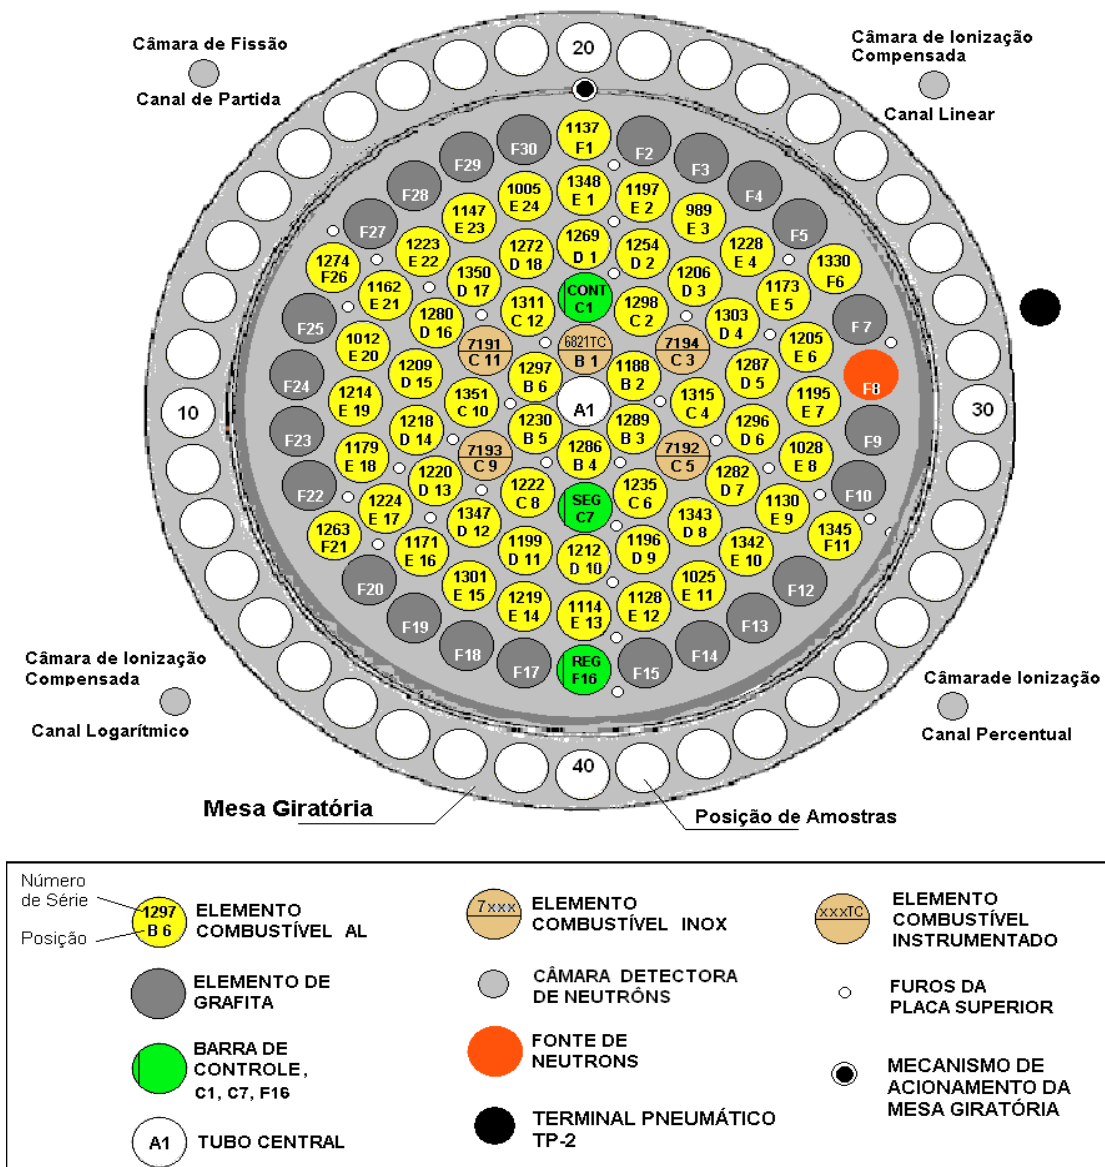 Câmara de Fissão
Canal de Partida
Câmara de Ionização
Compensada
Canal Linear
20
1137
F1
F30
F2
F29
F3
F28
F4
F27
F5
1005
E 24
1348
E 1
1197
E 2
1147
E 23
989
E 3
1223
E 22
1228
E 4
1274
F26
1330
F6
1272
D 18
1269
D 1
1254
D 2
1162
E 21
1350
D 17
1206
D 3
1173
E 5
F25
1280
D 16
1311
C 12
CONT
C1
1298
C 2
1303
D 4
F 7
1012
E 20
7191
C 11
6821TC
B 1
7194
C 3
1205
E 6
F24
1209
D 15
1297
B 6
1188
B 2
1287
D 5
F8
10
1214
E 19
1351
C 10
A1
1315
C 4
1195
E 7
30
F23
1218
D 14
1230
B 5
1289
B 3
1296
D 6
F9
1179
E 18
7193
C 9
1286
B 4
7192
C 5
1028
E 8
F22
1220
D 13
1222
C 8
1235
C 6
1282
D 7
F10
1224
E 17
SEG
C7
1130
E 9
1263
F21
1347
D 12
1343
D 8
1345
F11
1171
E 16
1199
D 11
1212
D 10
1196
D 9
1342
E 10
F20
1301
E 15
1025
E 11
F12
F19
1219
E 14
1114
E 13
1128
E 12
F13
F18
F17
REG
F16
F15
F14
Câmara de Ionização
Compensada
Canal Logarítmico
Câmarade Ionização
Canal Percentual
40
Mesa Giratória
Posição de Amostras
Número
de Série
Posição
1297
B 6
ELEMENTO
COMBUSTÍVEL AL
7xxx
ELEMENTO
COMBUSTÍVEL INOX
xxxTC
ELEMENTO
COMBUSTÍVEL
INSTRUMENTADO
ELEMENTO DE
GRAFITA
CÂMARA DETECTORA
DE NEUTRÔNS
FUROS DA
PLACA SUPERIOR
BARRA DE
CONTROLE,
C1, C7, F16
FONTE DE
NEUTRONS
MECANISMO DE
ACIONAMENTO DA
MESA GIRATÓRIA
A1
TUBO CENTRAL
TERMINAL PNEUMÁTICO
TP-2